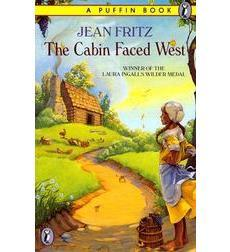 A PUFFIN BOOK
JEAN FRITZ
The Cabin Faced West
WINNER OF THE
LAURA INGALLS WILDER MEDAL